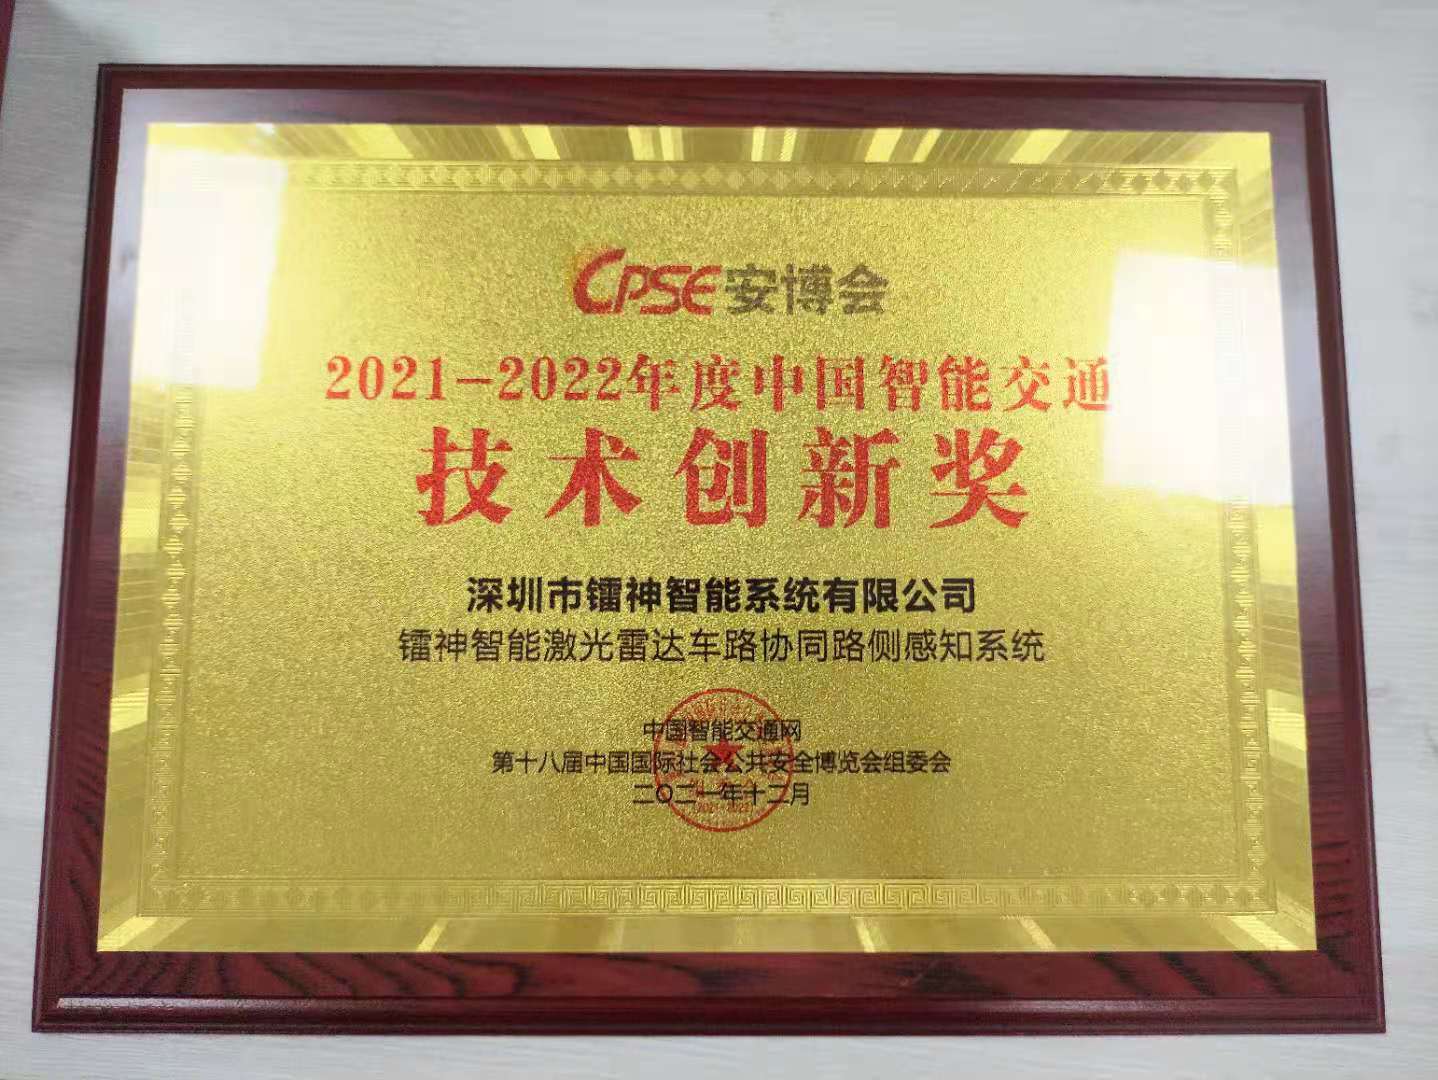 CPSE安博会
2021-2022年度中国智能交通
技术创新奖
深圳市镭神智能系统有限公司
镭神智能激光雷达车路协同路侧感知系统
中国智能交通网
第十八届中国国际社会公共安全博览会组委会
二〇二一年十二月
2021-2022